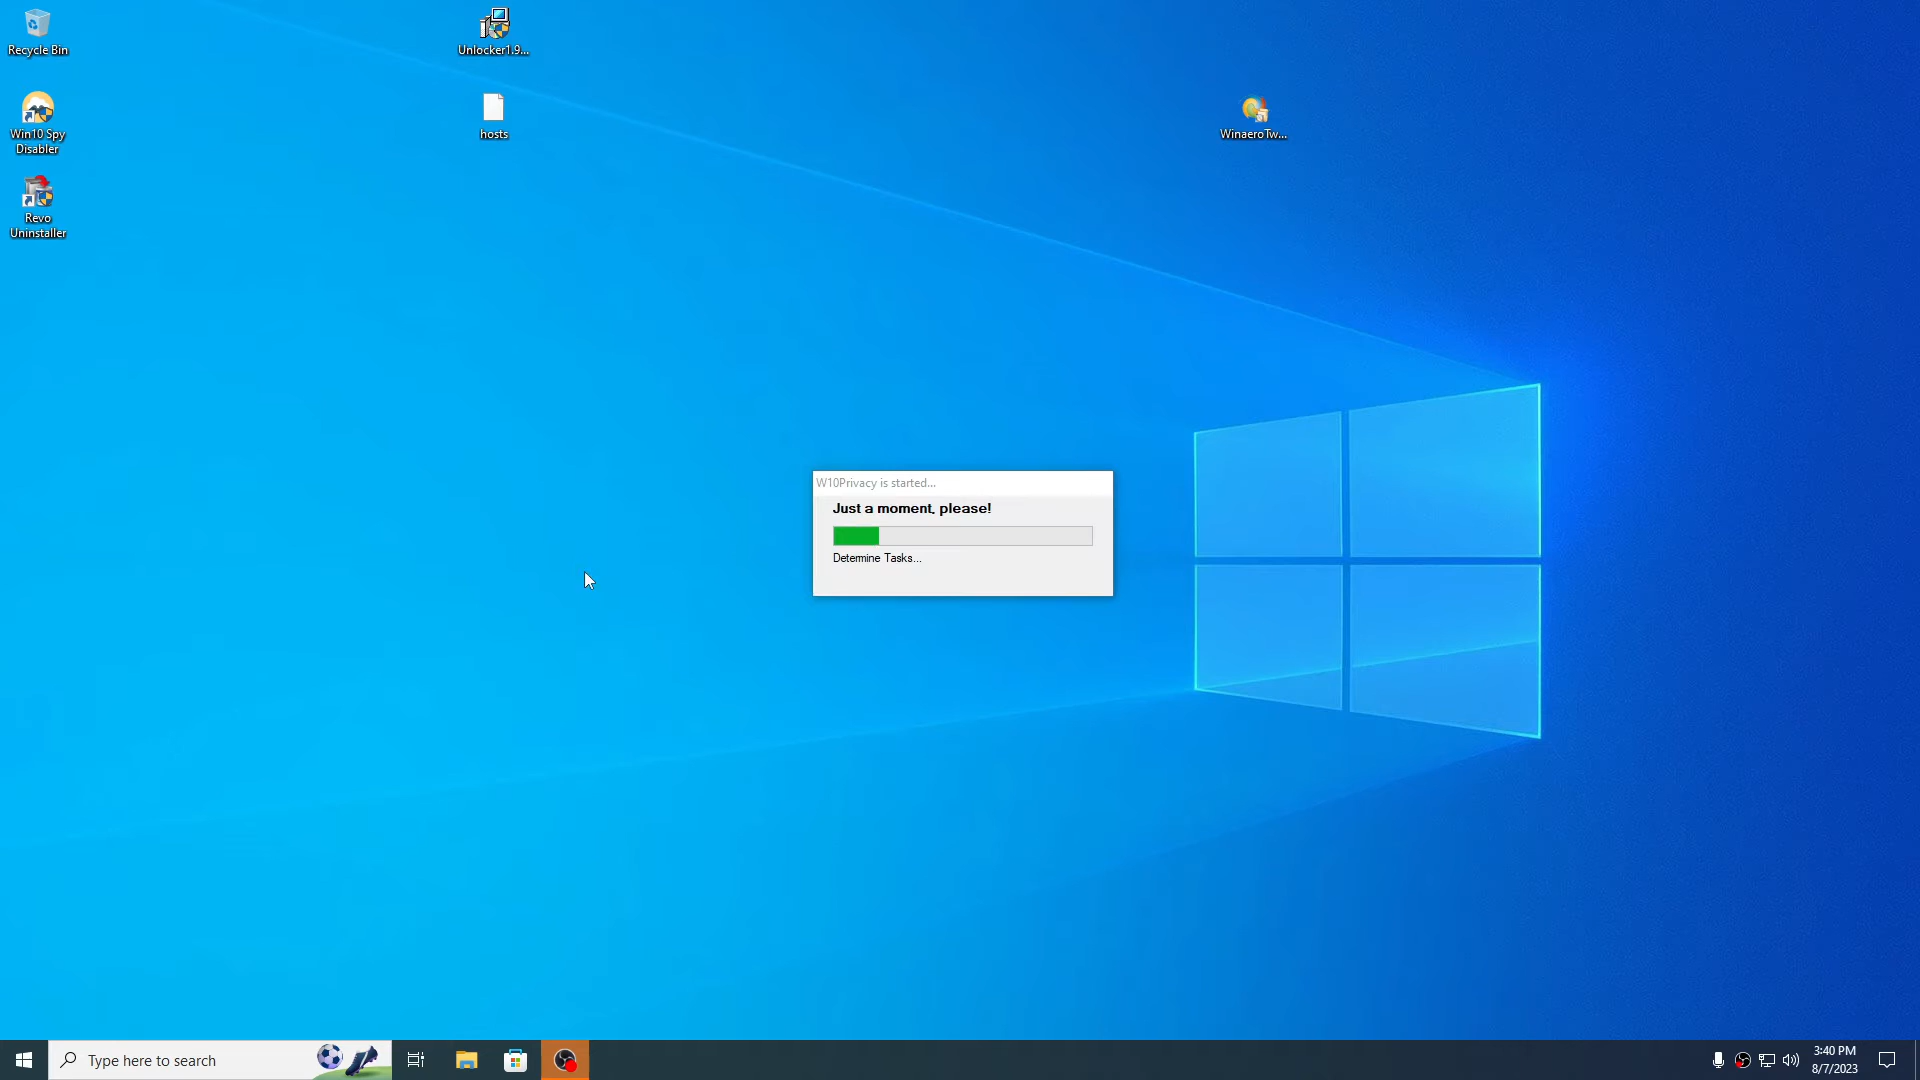 Recycle Bin
Unlocker1.9...
Win10 Spy
Disabler
hosts
WinaeroTw...
Revo
Uninstaller
W10Privacy is started...
Just a moment, please!
Determine Tasks...
Type here to search
3:40 PM
8/7/2023